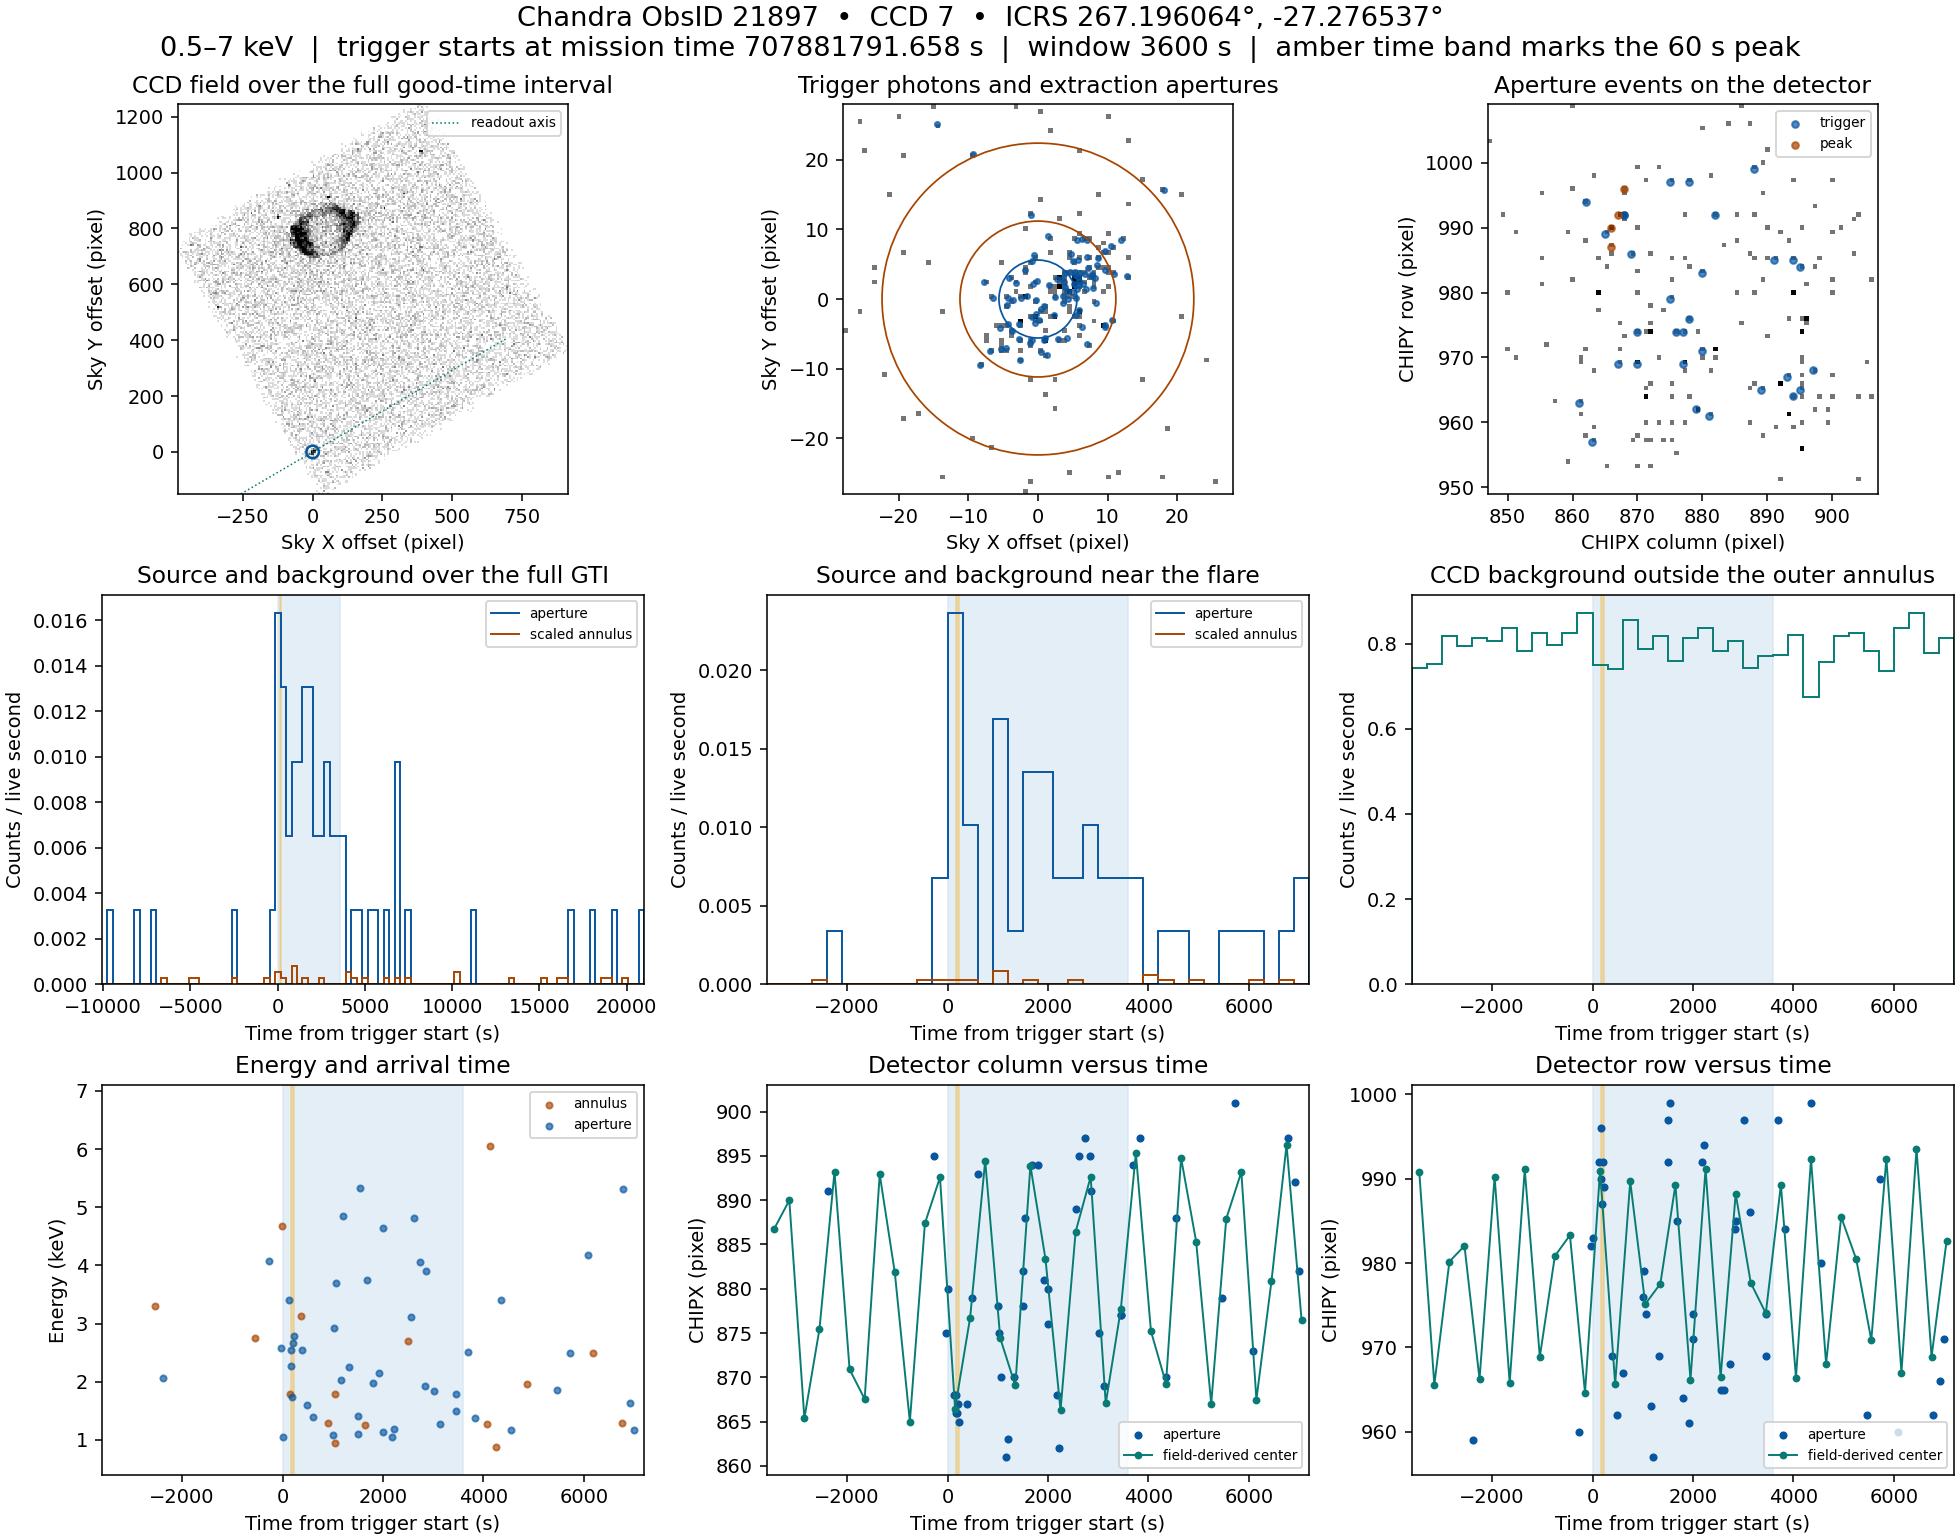 Chandra ObsID 21897 • CCD 7 • ICRS 267.196064°, -27.276537°
0.5–7 keV | trigger starts at mission time 707881791.658 s | window 3600 s | amber time band marks the 60 s peak
CCD field over the full good-time interval
readout axis
1200
1000
800
600
400
200
0
Sky Y offset (pixel)
−250 0 250 500 750
Sky X offset (pixel)
Trigger photons and extraction apertures
20
10
0
−10
−20
Sky Y offset (pixel)
−20 −10 0 10 20
Sky X offset (pixel)
Aperture events on the detector
trigger
peak
1000
990
980
970
960
950
CHIPY row (pixel)
850 860 870 880 890 900
CHIPX column (pixel)
Source and background over the full GTI
aperture
scaled annulus
0.016
0.014
0.012
0.010
0.008
0.006
0.004
0.002
0.000
Counts / live second
−10000 −5000 0 5000 10000 15000 20000
Time from trigger start (s)
Source and background near the flare
aperture
scaled annulus
0.020
0.015
0.010
0.005
0.000
Counts / live second
−2000 0 2000 4000 6000
Time from trigger start (s)
CCD background outside the outer annulus
0.8
0.6
0.4
0.2
0.0
Counts / live second
−2000 0 2000 4000 6000
Time from trigger start (s)
Energy and arrival time
annulus
aperture
7
6
5
4
3
2
1
Energy (keV)
−2000 0 2000 4000 6000
Time from trigger start (s)
Detector column versus time
900
895
890
885
880
875
870
865
860
CHIPX (pixel)
aperture
field-derived center
−2000 0 2000 4000 6000
Time from trigger start (s)
Detector row versus time
1000
990
980
970
960
CHIPY (pixel)
aperture
field-derived center
−2000 0 2000 4000 6000
Time from trigger start (s)